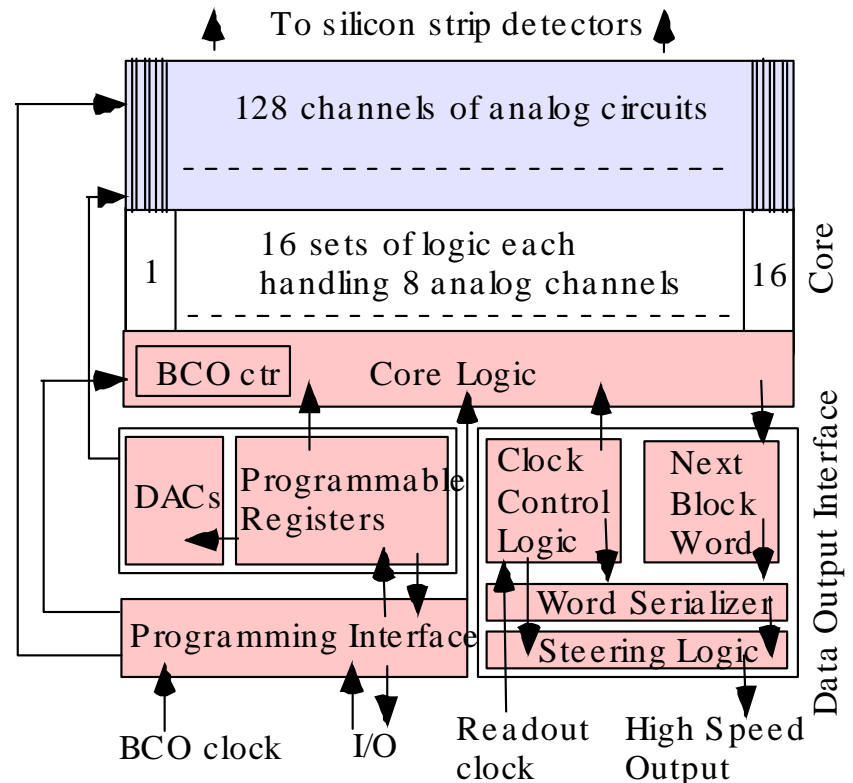 To silicon strip detectors
128 channels of analog circuits
1
16 sets of logic each
handling 8 analog channels
16
Core
BCO ctr
Core Logic
DACs
Programmable
Registers
Clock
Control
Logic
Next
Block
Word
Word Serializer
Steering Logic
Data Output Interface
Programming Interface
BCO clock
I/O
Readout
clock
High Speed
Output